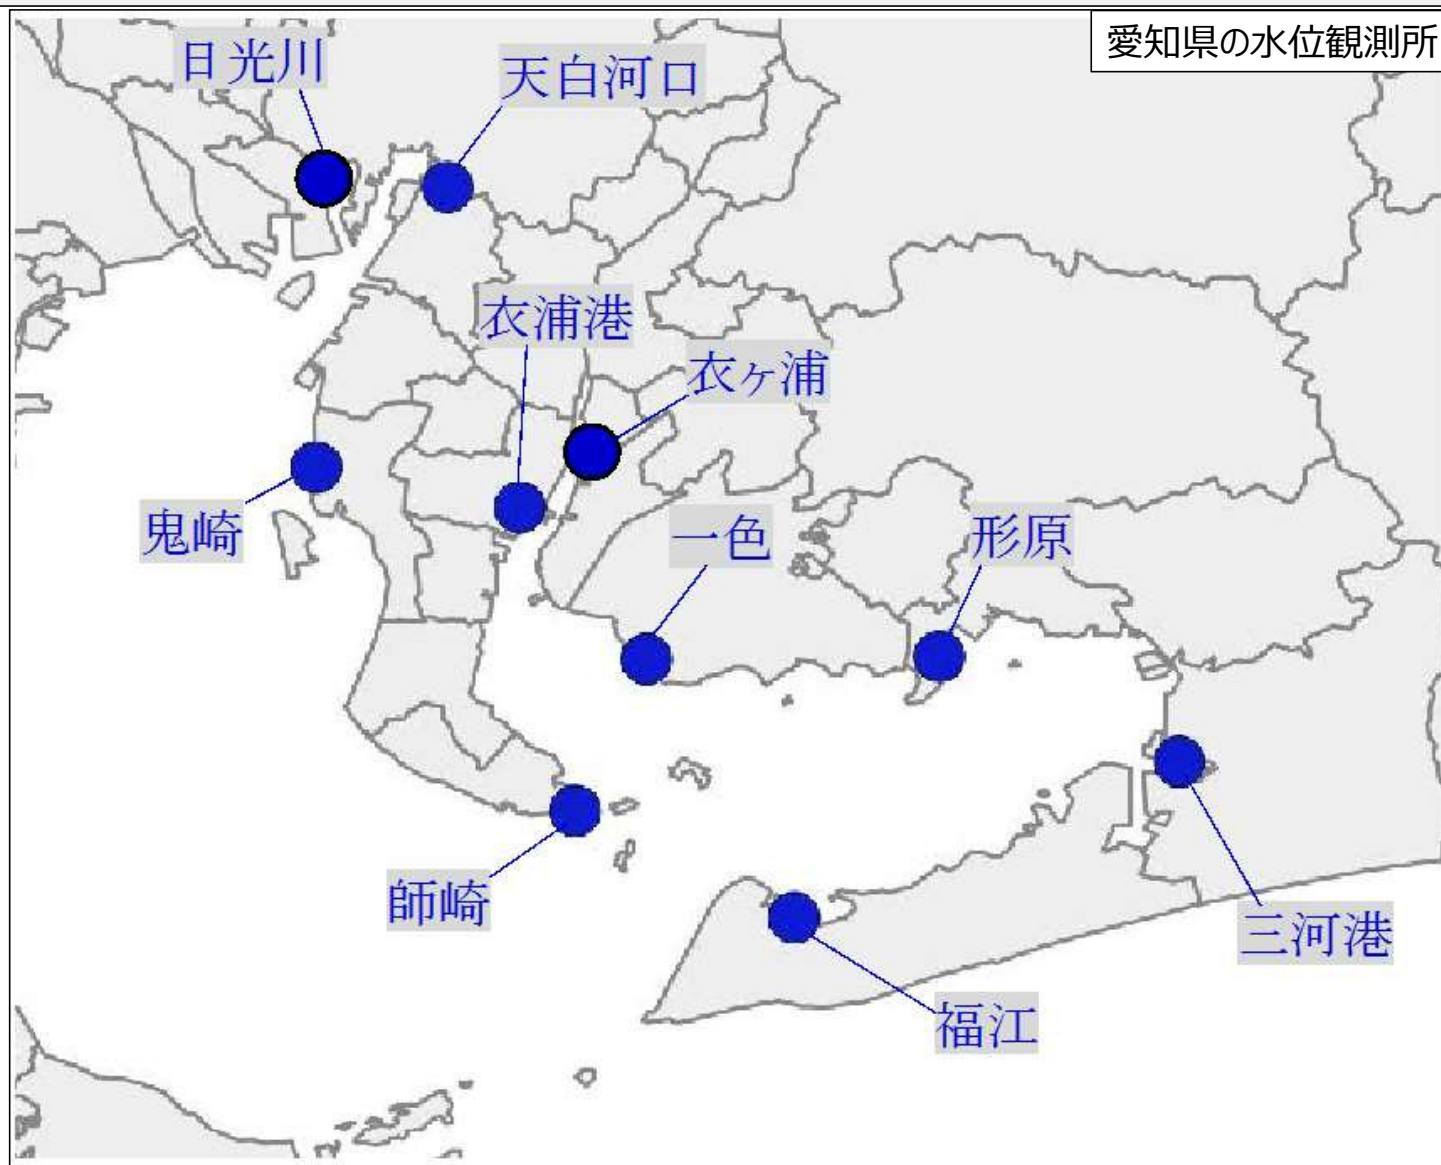 愛知県の水位観測所
日光川
天白河口
衣浦港
衣ヶ浦
鬼崎
一色
形原
師崎
三河港
福江